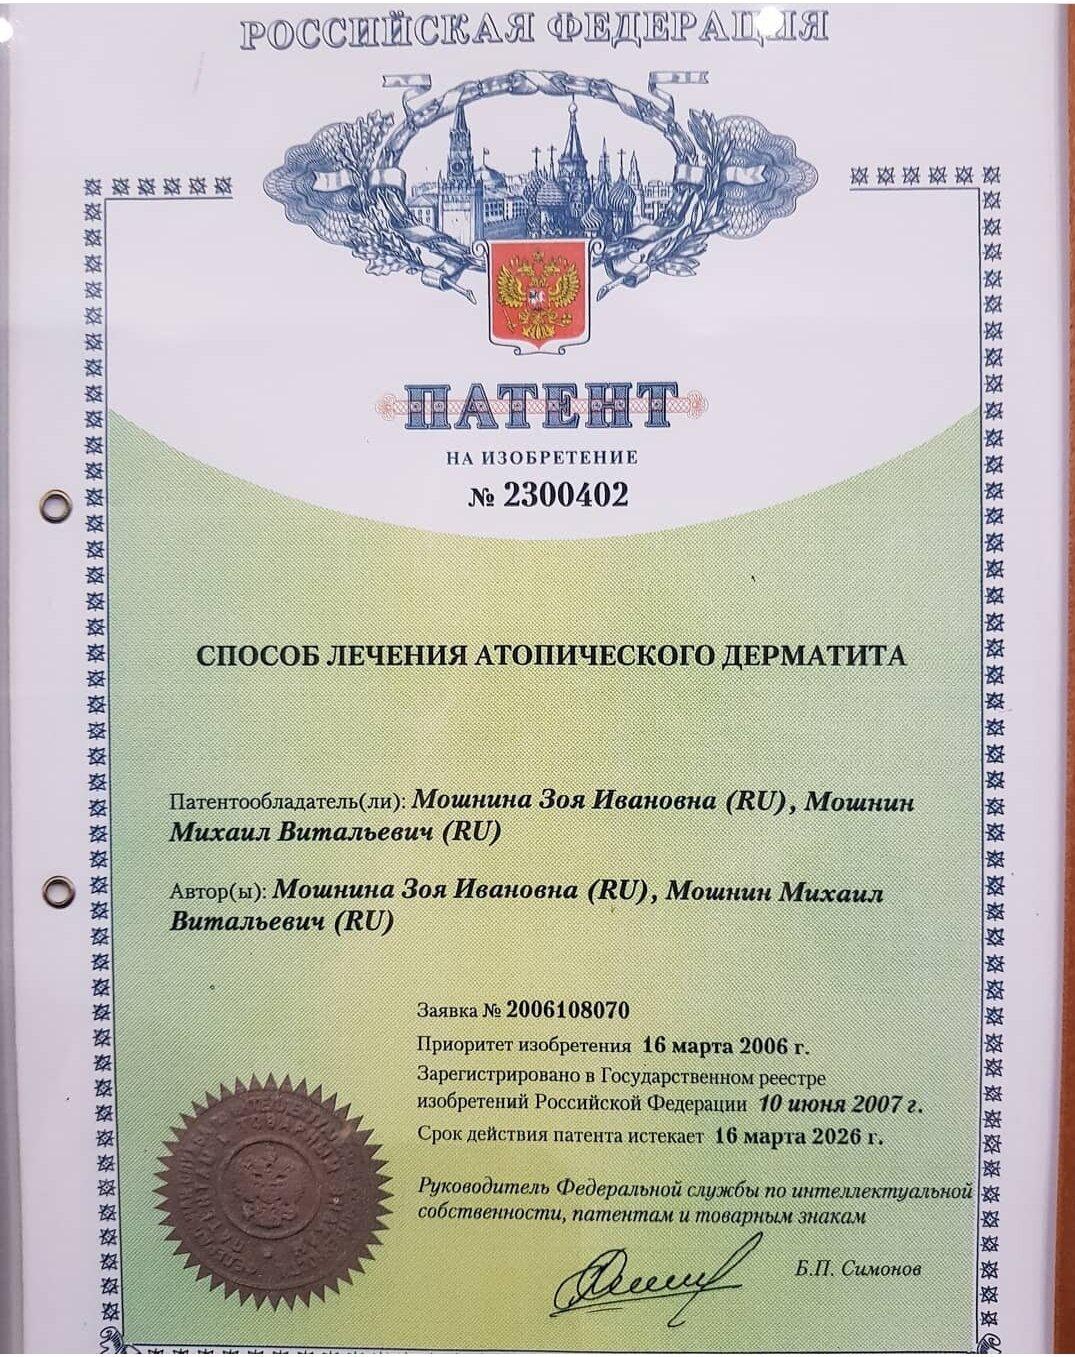 РОССИЙСКАЯ ФЕДЕРАЦИЯ
ПАТЕНТ
НА ИЗОБРЕТЕНИЕ
№ 2300402
СПОСОБ ЛЕЧЕНИЯ АТОПИЧЕСКОГО ДЕРМАТИТА
Патентообладатель(ли): Мошнина Зоя Ивановна (RU), Мошнин
Михаил Витальевич (RU)
Автор(ы): Мошнина Зоя Ивановна (RU), Мошнин Михаил
Витальевич (RU)
Заявка № 2006108070
Приоритет изобретения 16 марта 2006 г.
Зарегистрировано в Государственном реестре
изобретений Российской Федерации 10 июня 2007 г.
Срок действия патента истекает 16 марта 2026 г.
Руководитель Федеральной службы по интеллектуальной
собственности, патентам и товарным знакам
Б.П. Симонов